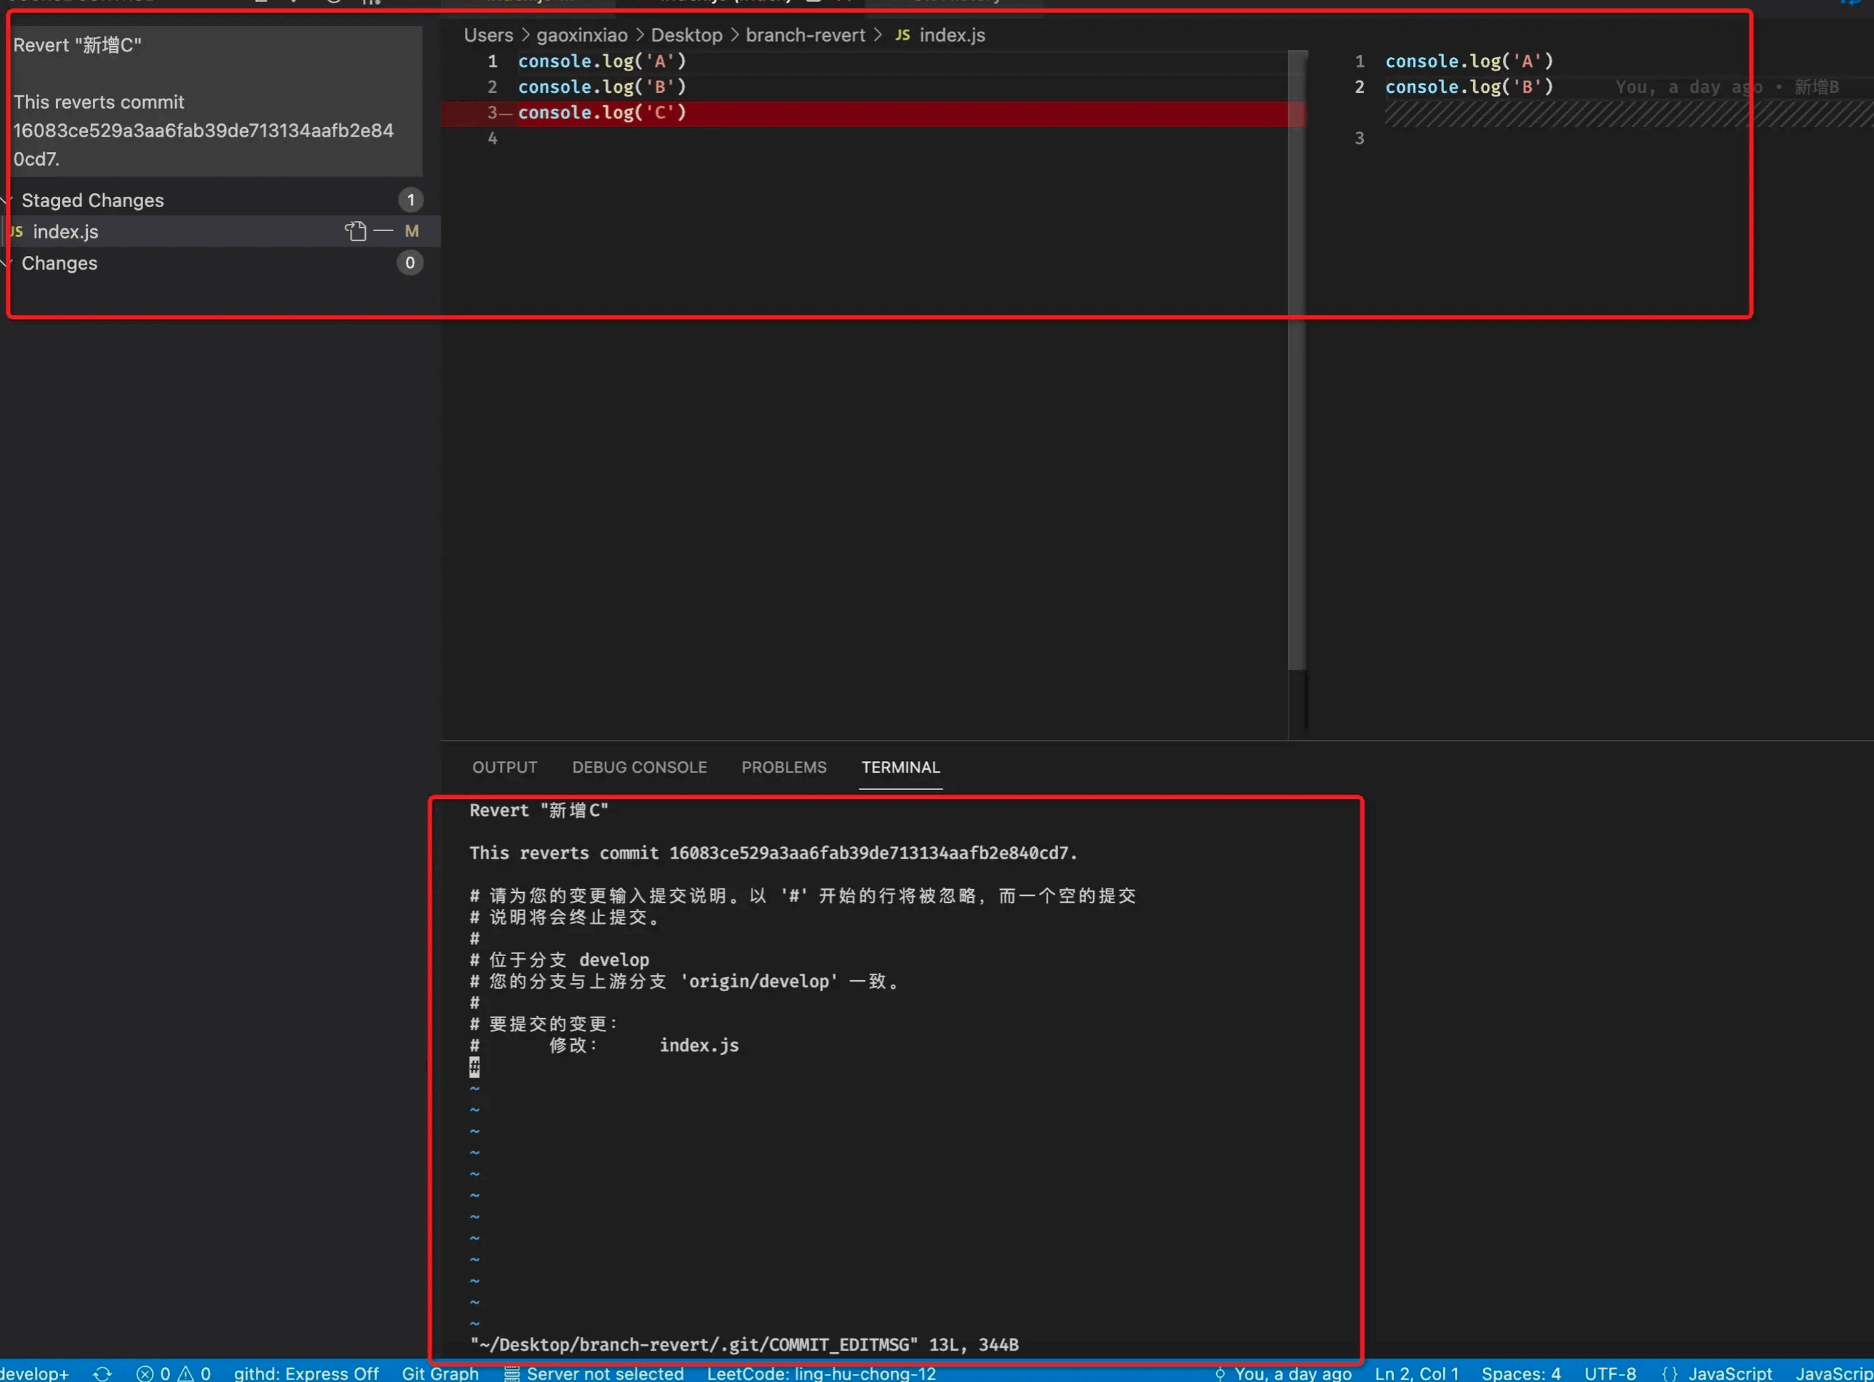 Revert "新增C"
This reverts commit
16083ce529a3aa6fab39de713134aafb2e84
0cd7.
Staged Changes
1
JS index.js
M
Changes
0
Users > gaoxinxiao > Desktop > branch-revert > JS index.js
1 console.log('A')
2 console.log('B')
3— console.log('C')
4
1 console.log('A')
2 console.log('B') You, a day ago • 新增B
3
OUTPUT DEBUG CONSOLE PROBLEMS TERMINAL
Revert "新增C"
This reverts commit 16083ce529a3aa6fab39de713134aafb2e840cd7.
# 请为您的变更输入提交说明。以 '#' 开始的行将被忽略，而一个空的提交
# 说明将会终止提交。
#
# 位于分支 develop
# 您的分支与上游分支 'origin/develop' 一致。
#
# 要提交的变更：
# 修改： index.js
#
~
~
~
~
~
~
~
~
~
~
~
~
"~/Desktop/branch-revert/.git/COMMIT_EDITMSG" 13L, 344B
develop+ 0 0 githd: Express Off Git Graph Server not selected LeetCode: ling-hu-chong-12 You, a day ago Ln 2, Col 1 Spaces: 4 UTF-8 {} JavaScript JavaScrip